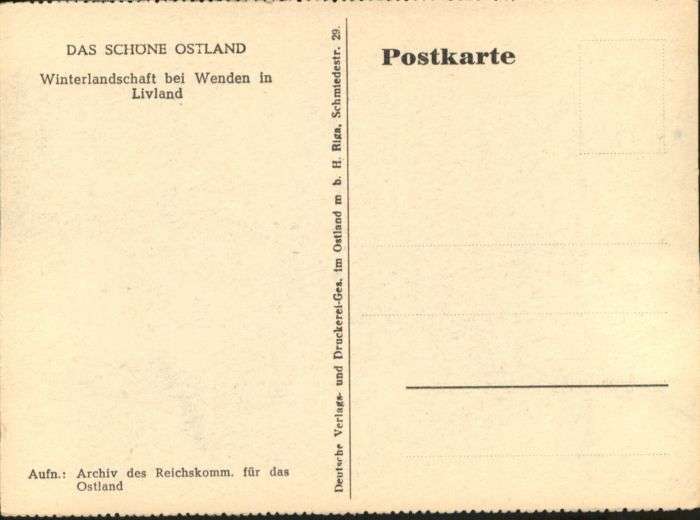 DAS SCHÖNE OSTLAND
Winterlandschaft bei Wenden in
Livland
Aufn.: Archiv des Reichskomm. für das
Ostland
Deutsche Verlags- und Druckerei-Ges. im Ostland m b. H. Riga, Schmiedestr. 29.
Postkarte